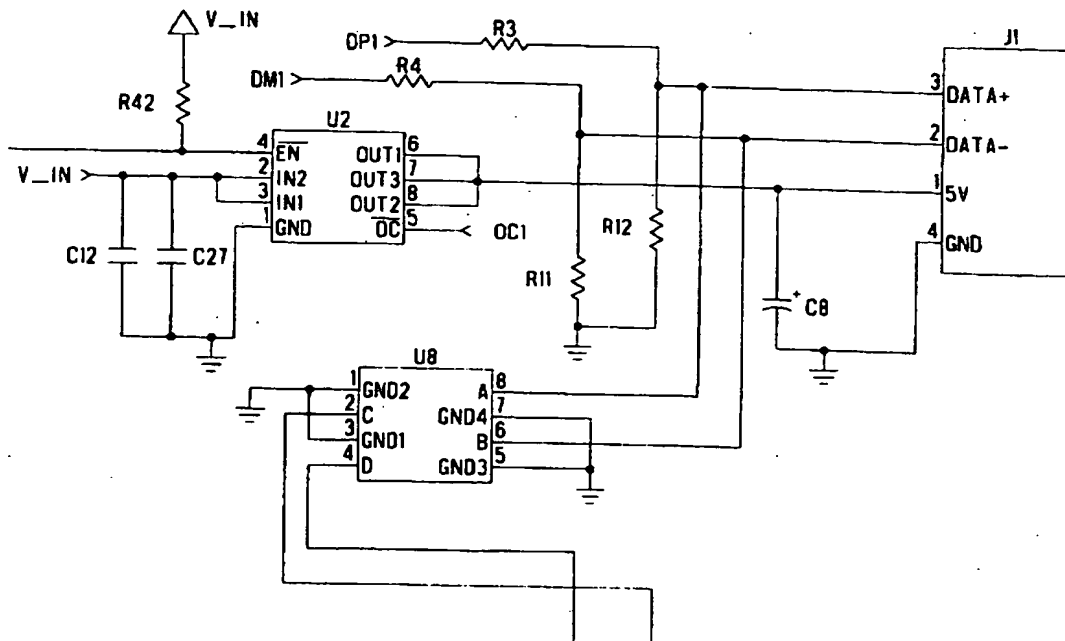 V_IN
DP1
R3
J1
DM1
R4
R42
3 DATA+
U2
2 DATA-
4 EN OUT1 6
V_IN
2 IN2 OUT3 7
3 IN1 OUT2 8
1 GND OC 5
OC1
1 5V
4 GND
R12
C12
C27
R11
+ C8
U8
1 GND2 A 8
2 C GND4 7
3 GND1 B 6
4 D GND3 5